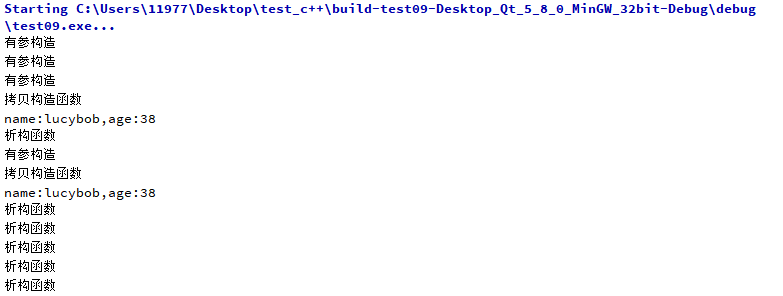 Starting C:\Users\11977\Desktop\test_c++\build-test09-Desktop_Qt_5_8_0_MinGW_32bit-Debug\debug
\test09.exe...
有参构造
有参构造
有参构造
拷贝构造函数
name:lucybob,age:38
析构函数
有参构造
拷贝构造函数
name:lucybob,age:38
析构函数
析构函数
析构函数
析构函数
析构函数